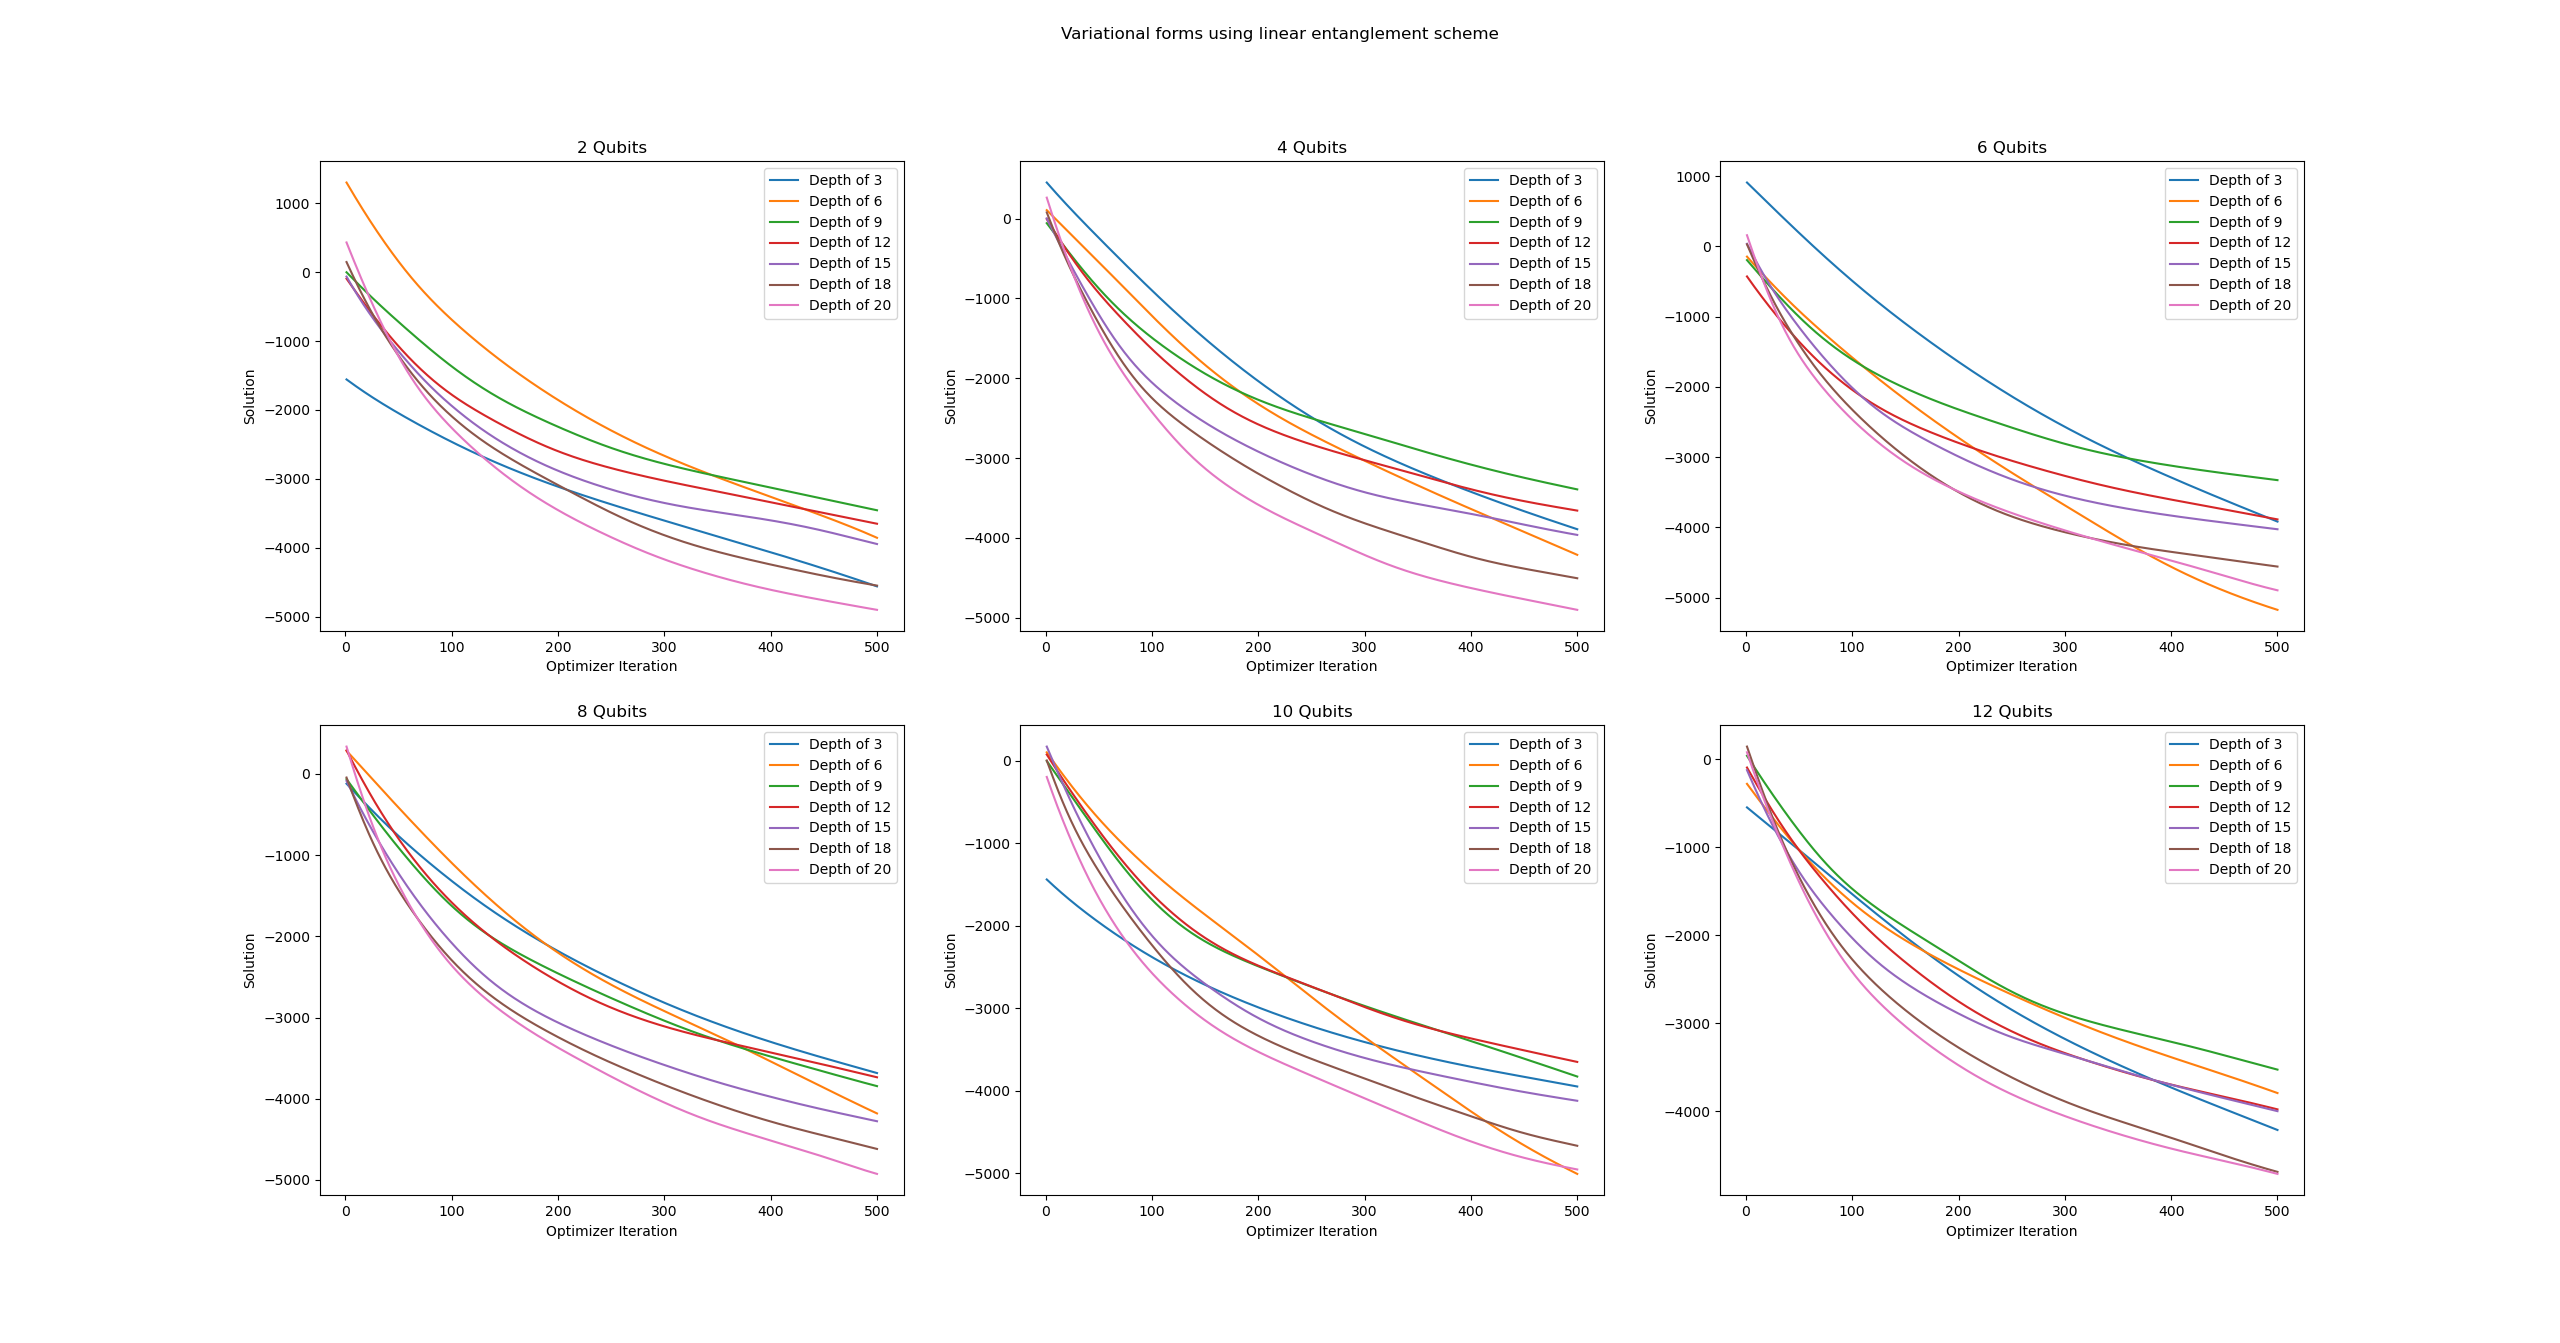 Variational forms using linear entanglement scheme
2 Qubits
Solution
1000
0
−1000
−2000
−3000
−4000
−5000
0 100 200 300 400 500
Optimizer Iteration
Depth of 3
Depth of 6
Depth of 9
Depth of 12
Depth of 15
Depth of 18
Depth of 20
4 Qubits
Solution
0
−1000
−2000
−3000
−4000
−5000
0 100 200 300 400 500
Optimizer Iteration
Depth of 3
Depth of 6
Depth of 9
Depth of 12
Depth of 15
Depth of 18
Depth of 20
6 Qubits
Solution
1000
0
−1000
−2000
−3000
−4000
−5000
0 100 200 300 400 500
Optimizer Iteration
Depth of 3
Depth of 6
Depth of 9
Depth of 12
Depth of 15
Depth of 18
Depth of 20
8 Qubits
Solution
0
−1000
−2000
−3000
−4000
−5000
0 100 200 300 400 500
Optimizer Iteration
Depth of 3
Depth of 6
Depth of 9
Depth of 12
Depth of 15
Depth of 18
Depth of 20
10 Qubits
Solution
0
−1000
−2000
−3000
−4000
−5000
0 100 200 300 400 500
Optimizer Iteration
Depth of 3
Depth of 6
Depth of 9
Depth of 12
Depth of 15
Depth of 18
Depth of 20
12 Qubits
Solution
0
−1000
−2000
−3000
−4000
0 100 200 300 400 500
Optimizer Iteration
Depth of 3
Depth of 6
Depth of 9
Depth of 12
Depth of 15
Depth of 18
Depth of 20